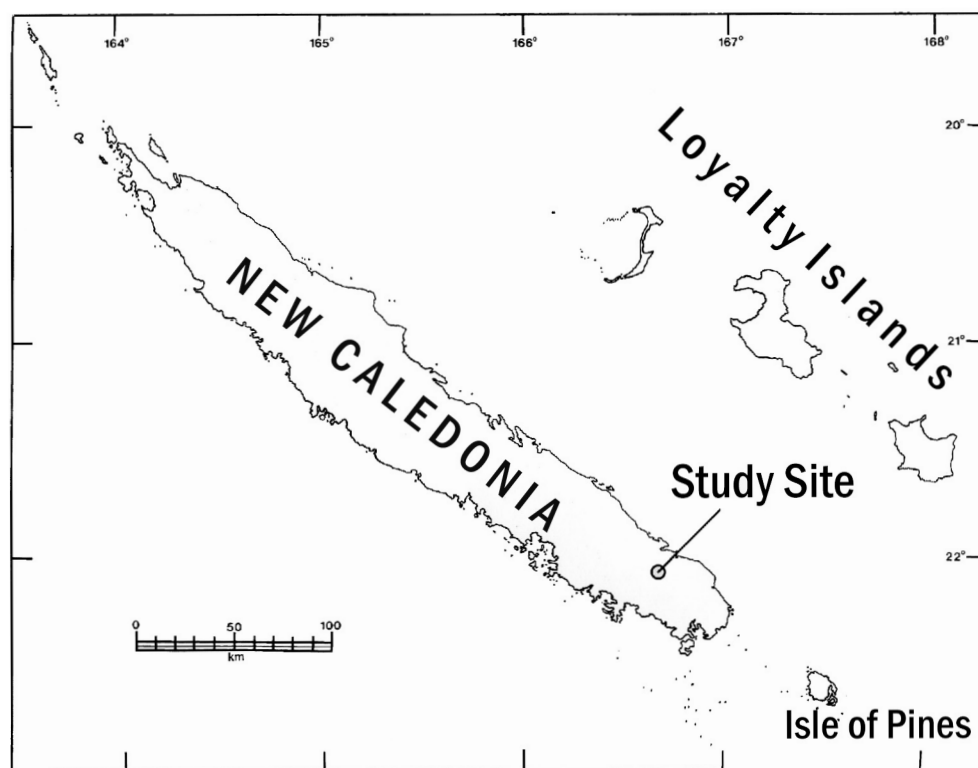 164° 165° 166° 167° 168°
20°
Loyalty Islands
NEW CALEDONIA
21°
Study Site
22°
0 50 100
km
Isle of Pines